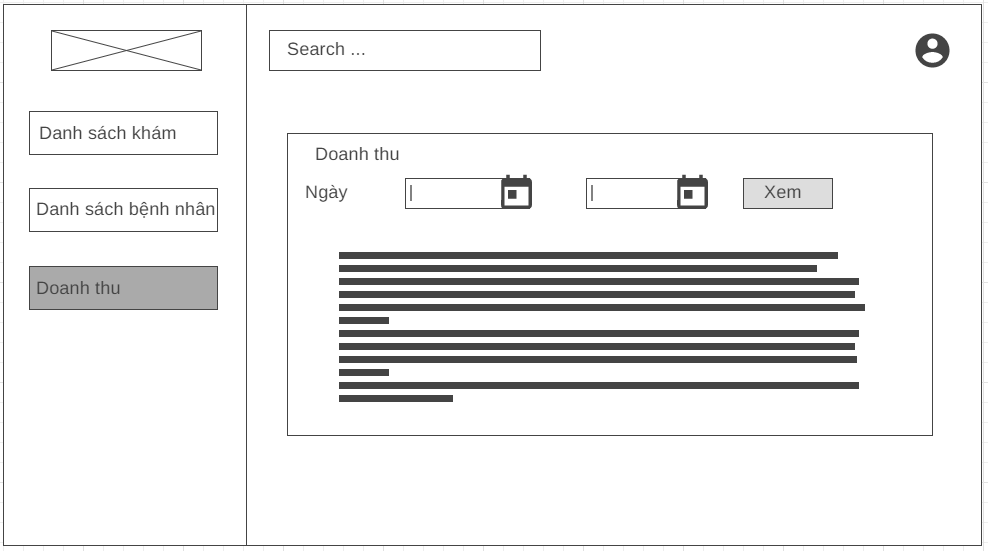 Search ...
Danh sách khám
Danh sách bệnh nhân
Doanh thu
Doanh thu
Ngày
Xem